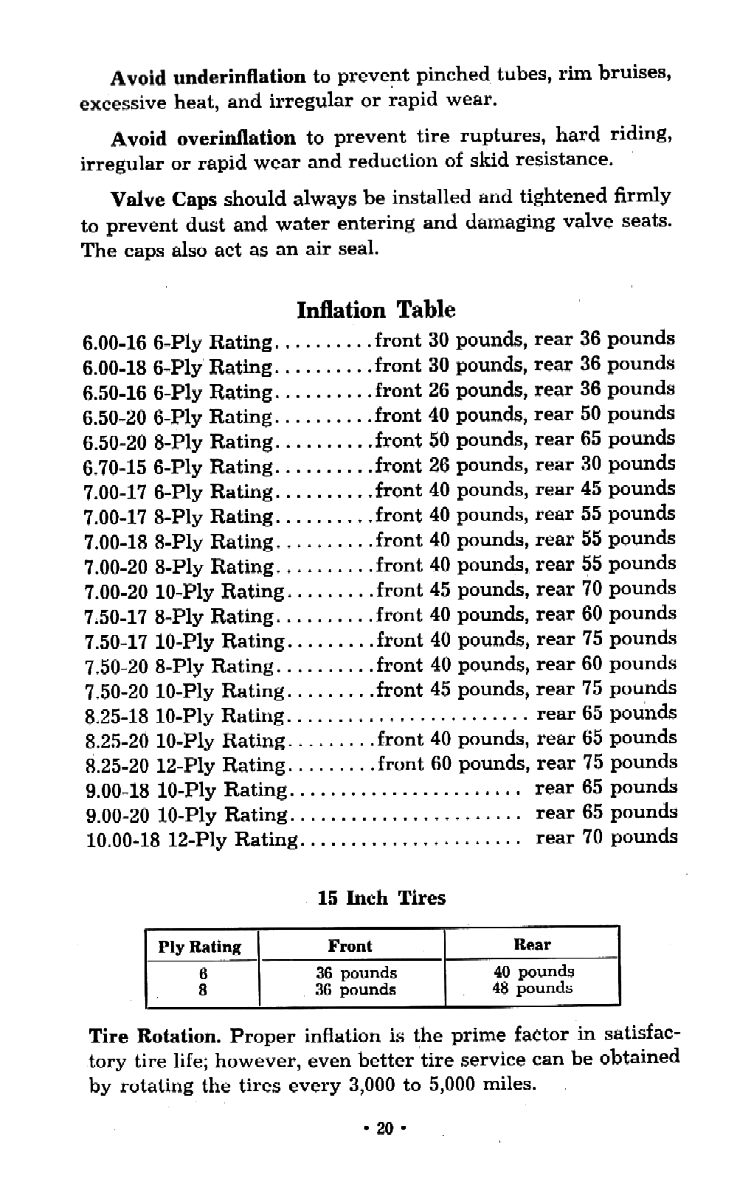 Avoid underinflation to prevent pinched tubes, rim bruises,
excessive heat, and irregular or rapid wear.
Avoid overinflation to prevent tire ruptures, hard riding,
irregular or rapid wear and reduction of skid resistance.
Valve Caps should always be installed and tightened firmly
to prevent dust and water entering and damaging valve seats.
The caps also act as an air seal.
Inflation Table
6.00-16 6-Ply Rating..........front 30 pounds, rear 36 pounds
6.00-18 6-Ply Rating..........front 30 pounds, rear 36 pounds
6.50-16 6-Ply Rating..........front 26 pounds, rear 36 pounds
6.50-20 6-Ply Rating..........front 40 pounds, rear 50 pounds
6.50-20 8-Ply Rating..........front 50 pounds, rear 65 pounds
6.70-15 6-Ply Rating..........front 26 pounds, rear 30 pounds
7.00-17 6-Ply Rating..........front 40 pounds, rear 45 pounds
7.00-17 8-Ply Rating..........front 40 pounds, rear 55 pounds
7.00-18 8-Ply Rating..........front 40 pounds, rear 55 pounds
7.00-20 8-Ply Rating..........front 40 pounds, rear 55 pounds
7.00-20 10-Ply Rating.........front 45 pounds, rear 70 pounds
7.50-17 8-Ply Rating..........front 40 pounds, rear 60 pounds
7.50-17 10-Ply Rating.........front 40 pounds, rear 75 pounds
7.50-20 8-Ply Rating..........front 40 pounds, rear 60 pounds
7.50-20 10-Ply Rating.........front 45 pounds, rear 75 pounds
8.25-18 10-Ply Rating........................ rear 65 pounds
8.25-20 10-Ply Rating.........front 40 pounds, rear 65 pounds
8.25-20 12-Ply Rating.........front 60 pounds, rear 75 pounds
9.00-18 10-Ply Rating....................... rear 65 pounds
9.00-20 10-Ply Rating....................... rear 65 pounds
10.00-18 12-Ply Rating...................... rear 70 pounds
15 Inch Tires
Ply Rating Front Rear
6 36 pounds 40 pounds
8 36 pounds 48 pounds
Tire Rotation. Proper inflation is the prime factor in satisfac-
tory tire life; however, even better tire service can be obtained
by rotating the tires every 3,000 to 5,000 miles.
• 20 •